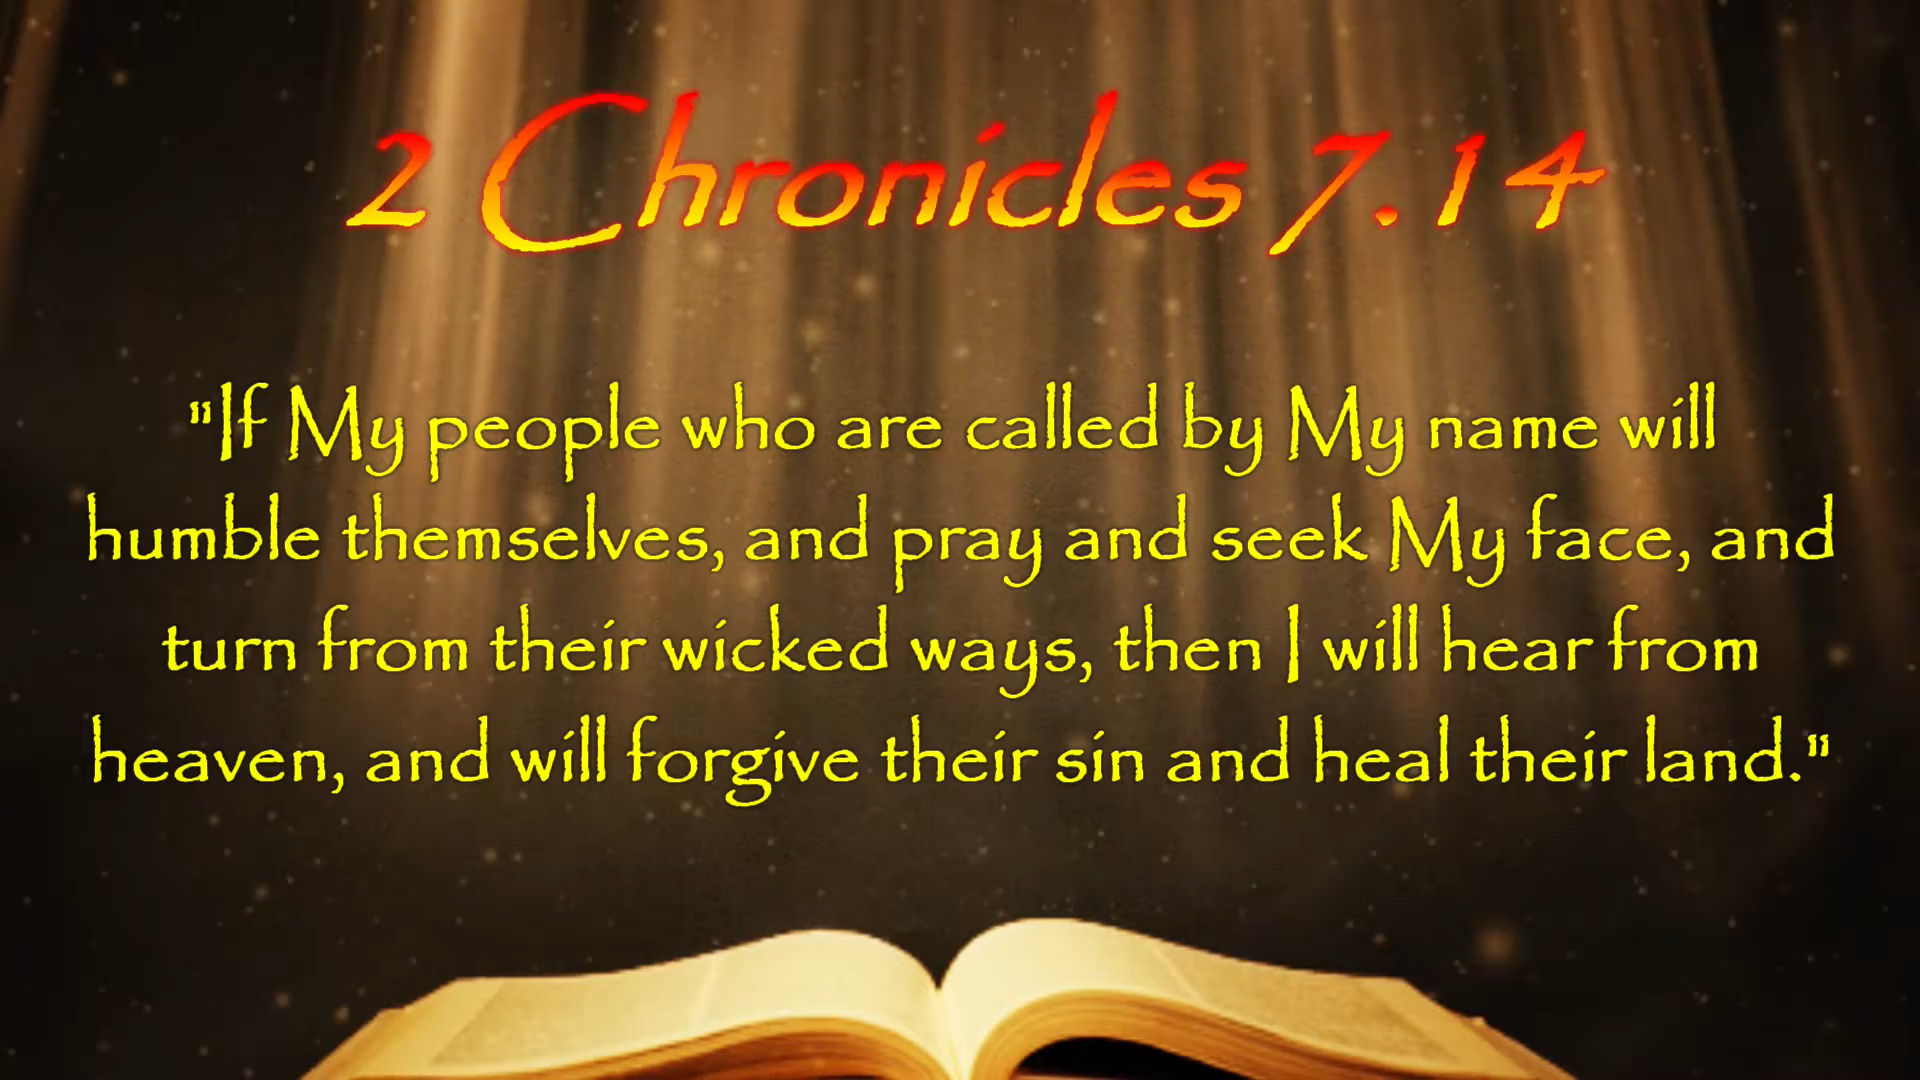 2 Chronicles 7.14
"If My people who are called by My name will
humble themselves, and pray and seek My face, and
turn from their wicked ways, then I will hear from
heaven, and will forgive their sin and heal their land."